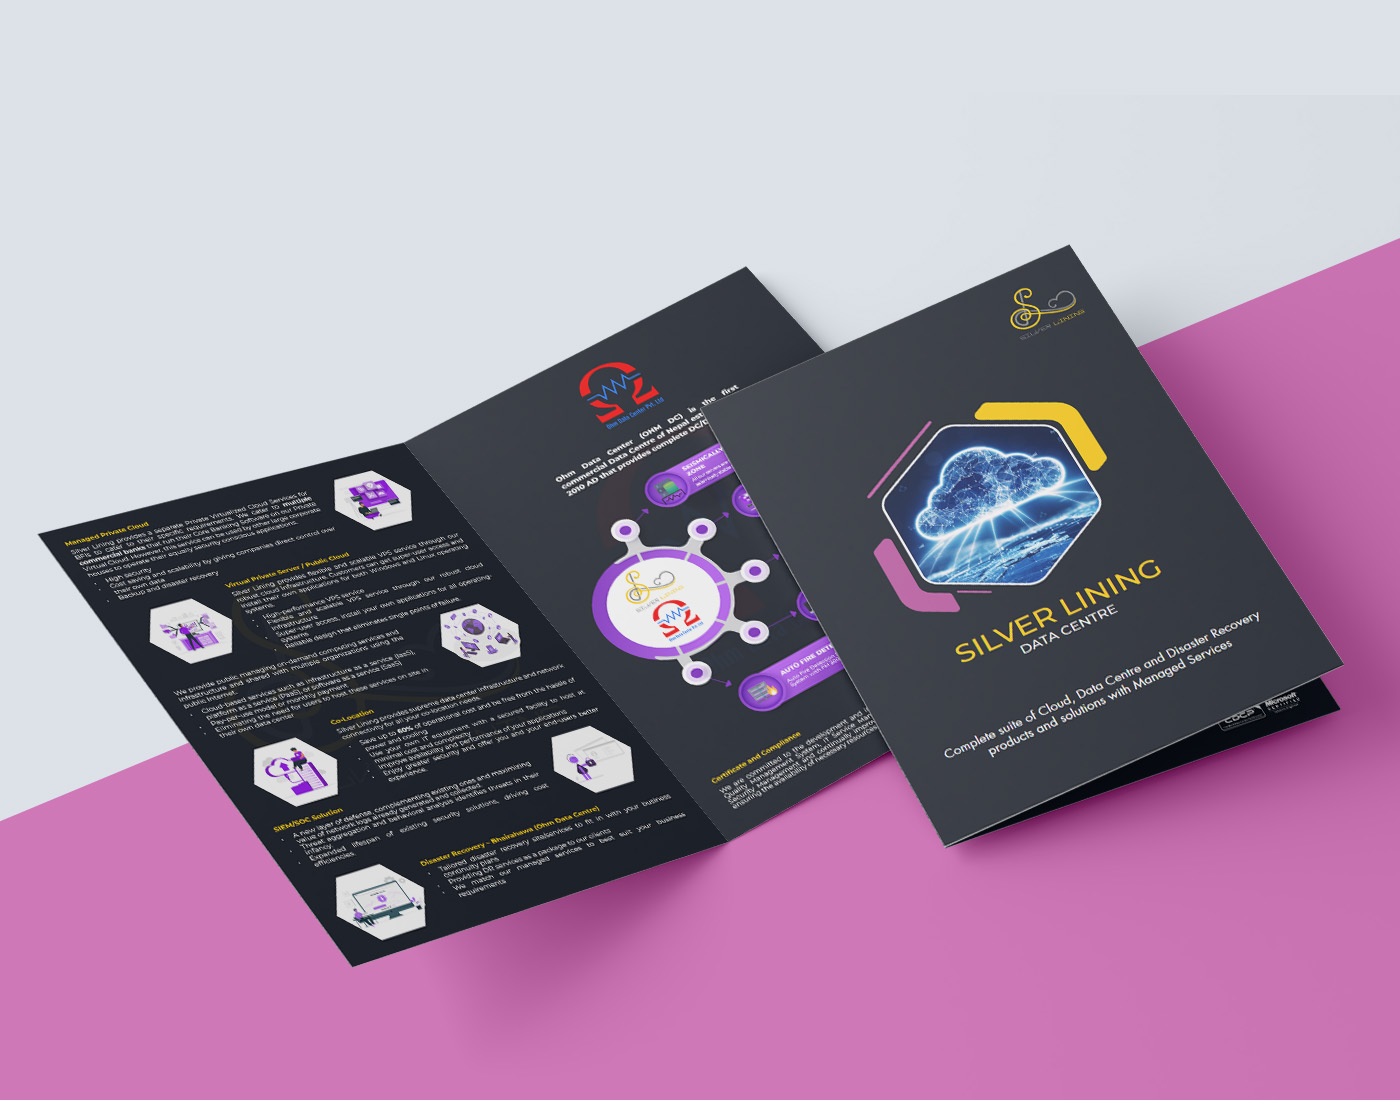 Managed Private Cloud
Silver Lining provides a separate Private Virtualized Cloud Services for
BFIs to cater to their specific requirements. We cater to multiple
commercial banks that run their Core Banking Software on our Private
Virtual Cloud. However, this service can be used by other large corporate
houses to operate their equally security conscious applications.
• High security
• Cost saving and scalability by giving companies direct control over
their own data
• Backup and disaster recovery
Virtual Private Server / Public Cloud
Silver Lining provides flexible and scalable VPS service through our
robust cloud infrastructure. Customers can get super-user access and
install their own applications for both Windows and Linux operating
systems.
• High-performance VPS service
• Flexible and scalable VPS service through our robust cloud
infrastructure
• Super-user access, install your own applications for all operating-
systems
• Reliable design that eliminates single points of failure.
We provide public managing on-demand computing services and
infrastructure and shared with multiple organizations using the
public Internet.
• Cloud-based services such as infrastructure as a service (IaaS),
platform as a service (PaaS), or software as a service (SaaS)
• Pay-per-use model or monthly payment
• Eliminating the need for users to host these services on site in
their own data center
Co-Location
Silver Lining provides supreme data center infrastructure and network
connectivity for all your co-location needs.
• Save up to 60% of operational cost and be free from the hassle of
power and cooling
• Use your own IT equipment with a secured facility to host at
minimal cost and complexity
• Improve availability and performance of your applications
• Enjoy greater security and offer you and your end-users better
experience.
SIEM/SOC Solution
• A new layer of defense, complementing existing ones and maximizing
value of network logs already generated and collected.
• Threat aggregation and behavioral analysis identifies threats in their
infancy
• Expanded lifespan of existing security solutions, driving cost
efficiencies
Disaster Recovery - Bhairahawa (Ohm Data Centre)
• Tailored disaster recovery site/services to fit in with your business
continuity plans
• Providing DR services as a package to our clients
• We match our managed services to best suit your business
requirements
Ohm Data Center Pvt. Ltd
Ohm Data Center (OHM DC) is the first
commercial Data Centre of Nepal est
2010 AD that provides complete DC/D
SEISMICALLY
ZONE
SILVER LINING
AUTO FIRE DETE
Auto Fire Detection
System with FM 200
Certificate and Compliance
We are committed to the development and
Quality Management System, IT Service Man
Security Management and continually improv
ensuring the availability of necessary resources
SILVER LINING
SILVER LINING
DATA CENTRE
Complete suite of Cloud, Data Centre and Disaster Recovery
products and solutions with Managed Services
CDCS
Microsoft